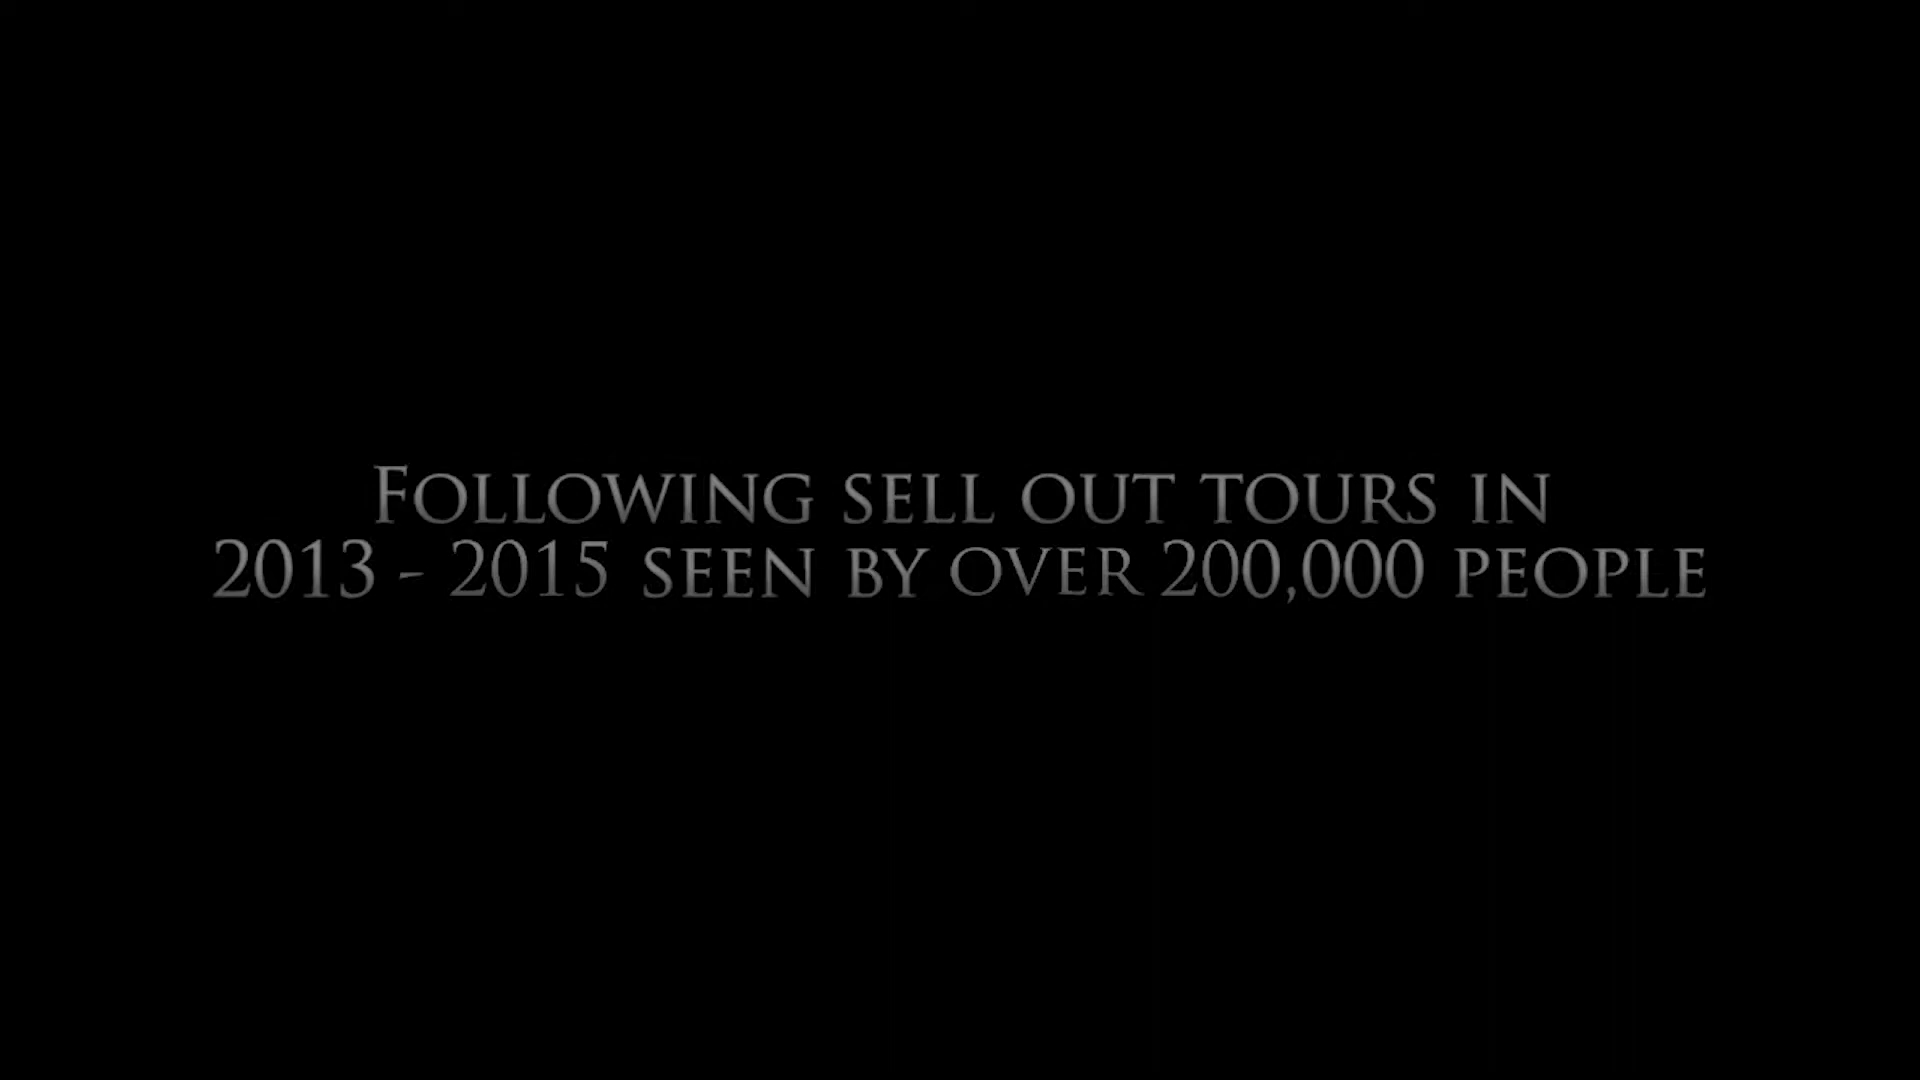 Following sell out tours in
2013 - 2015 seen by over 200,000 people